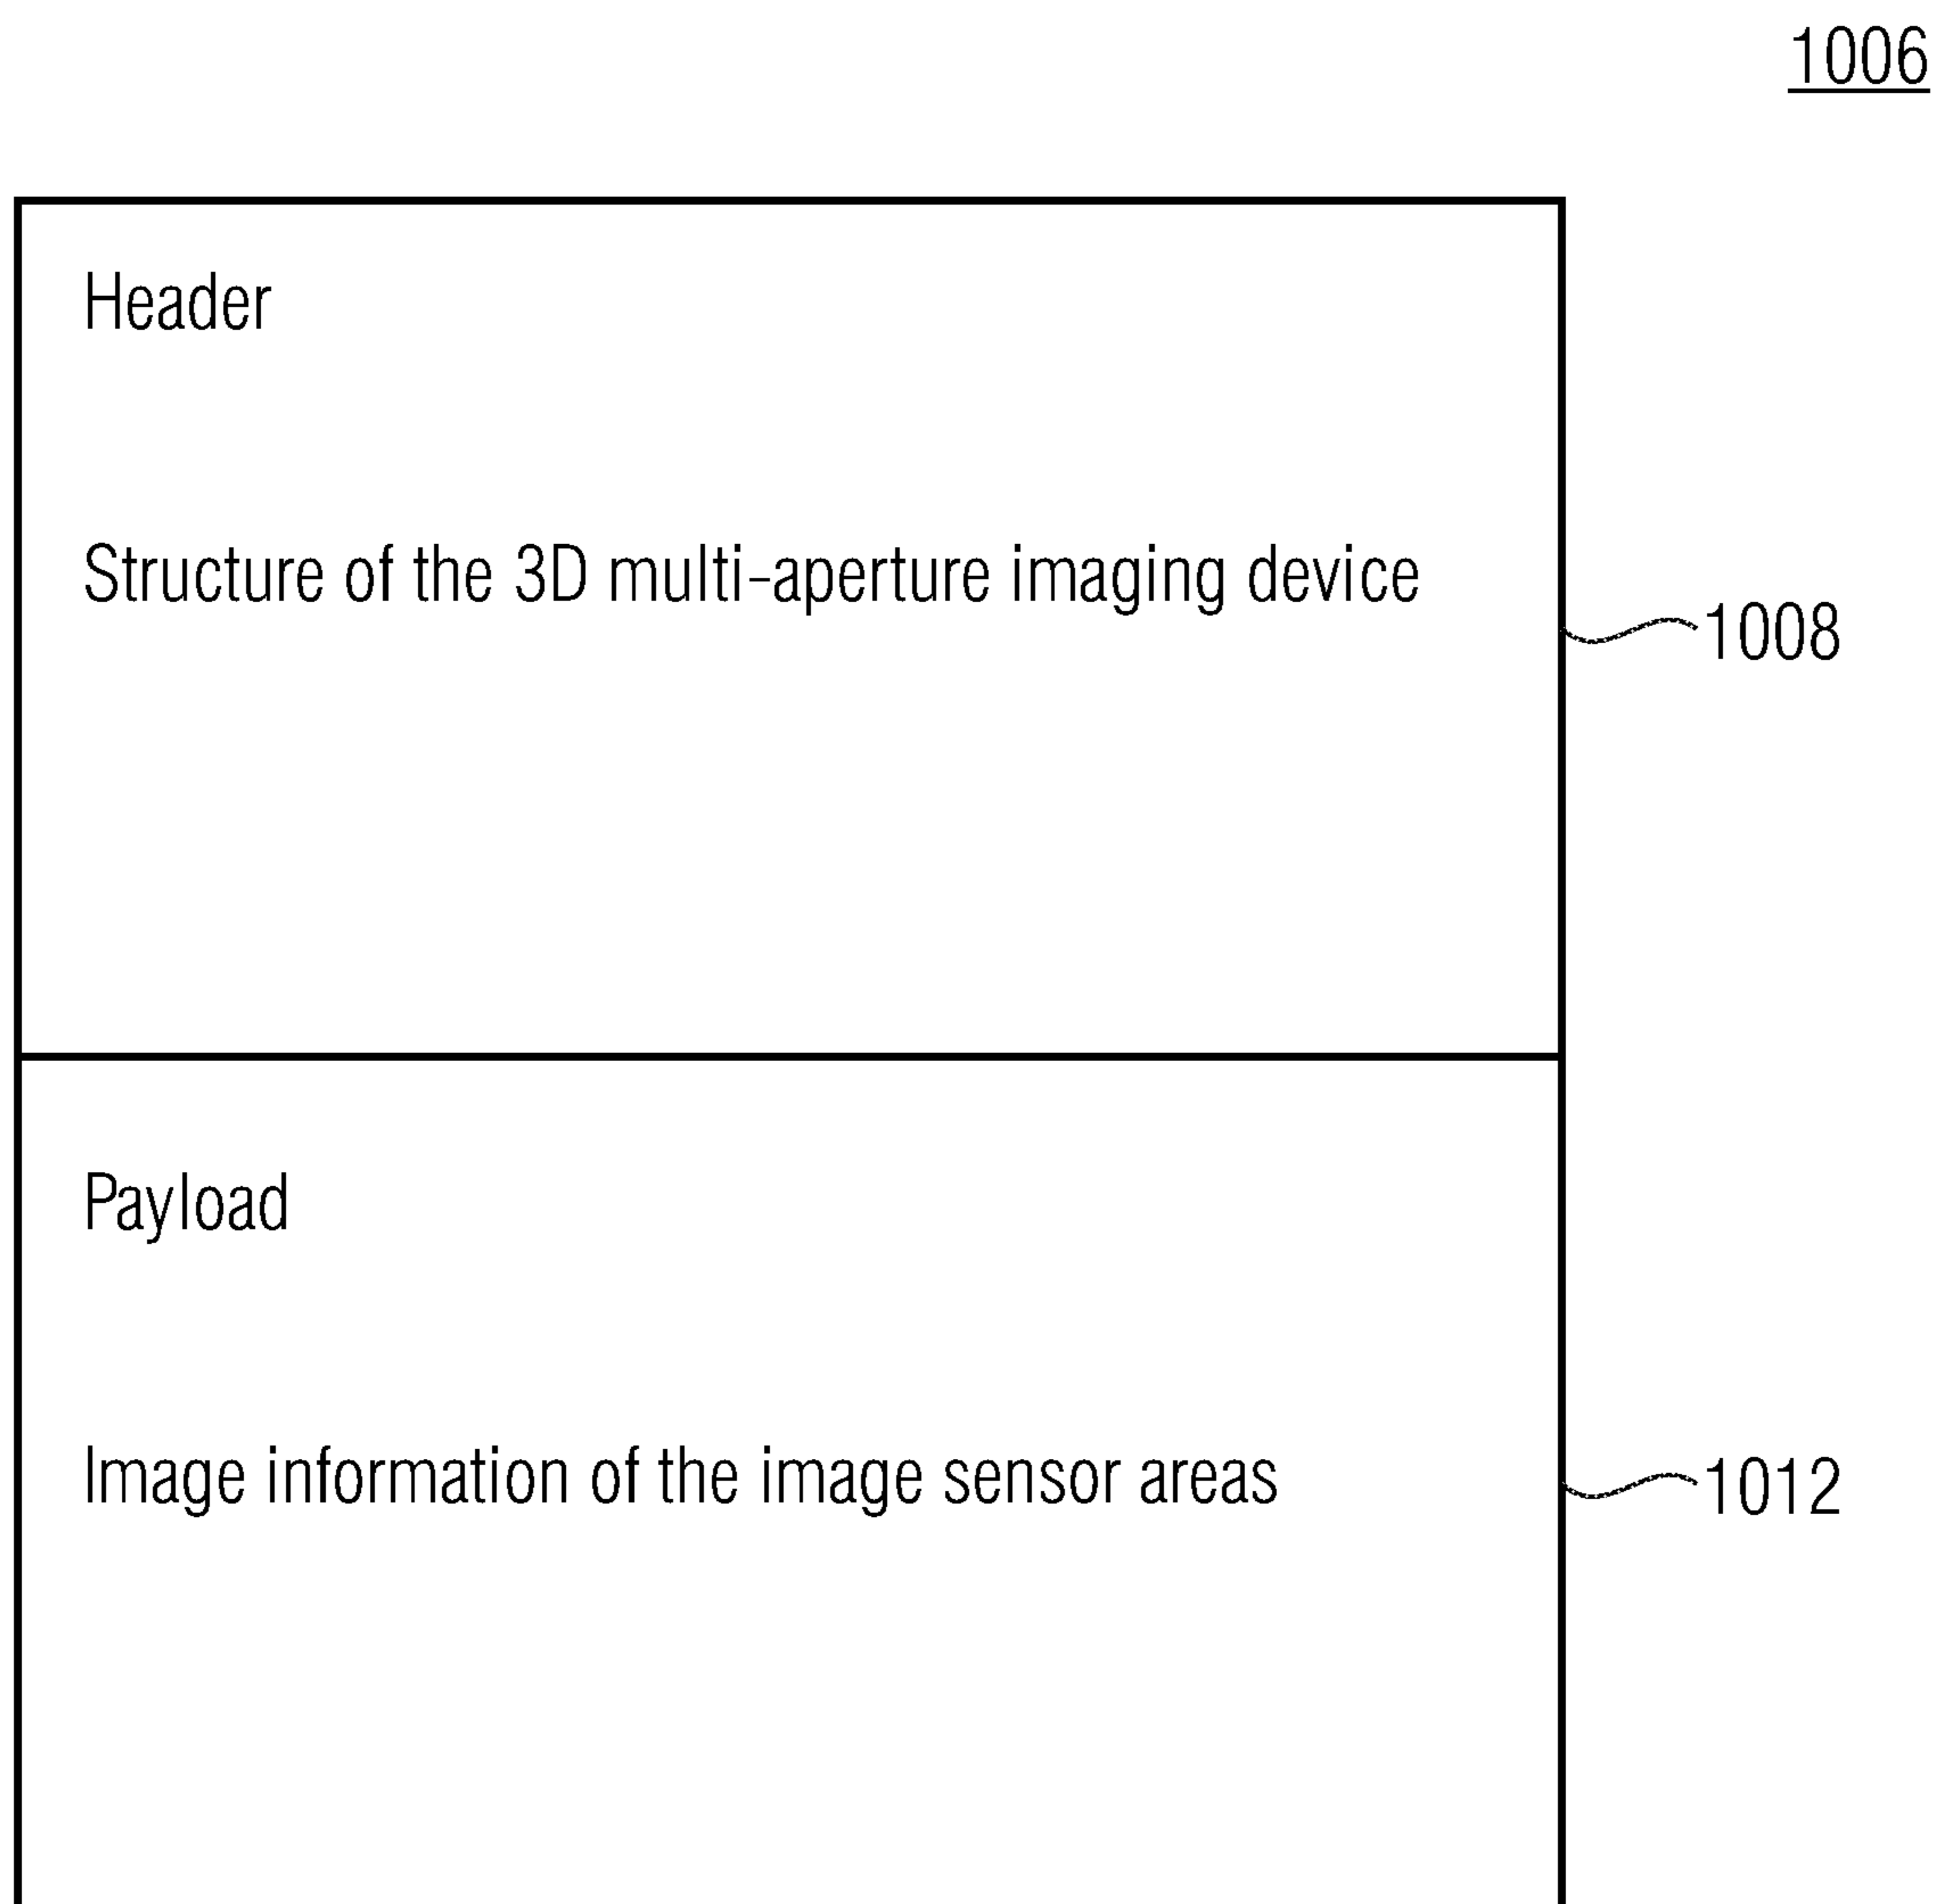 1006
Header
Structure of the 3D multi-aperture imaging device
1008
Payload
Image information of the image sensor areas
1012